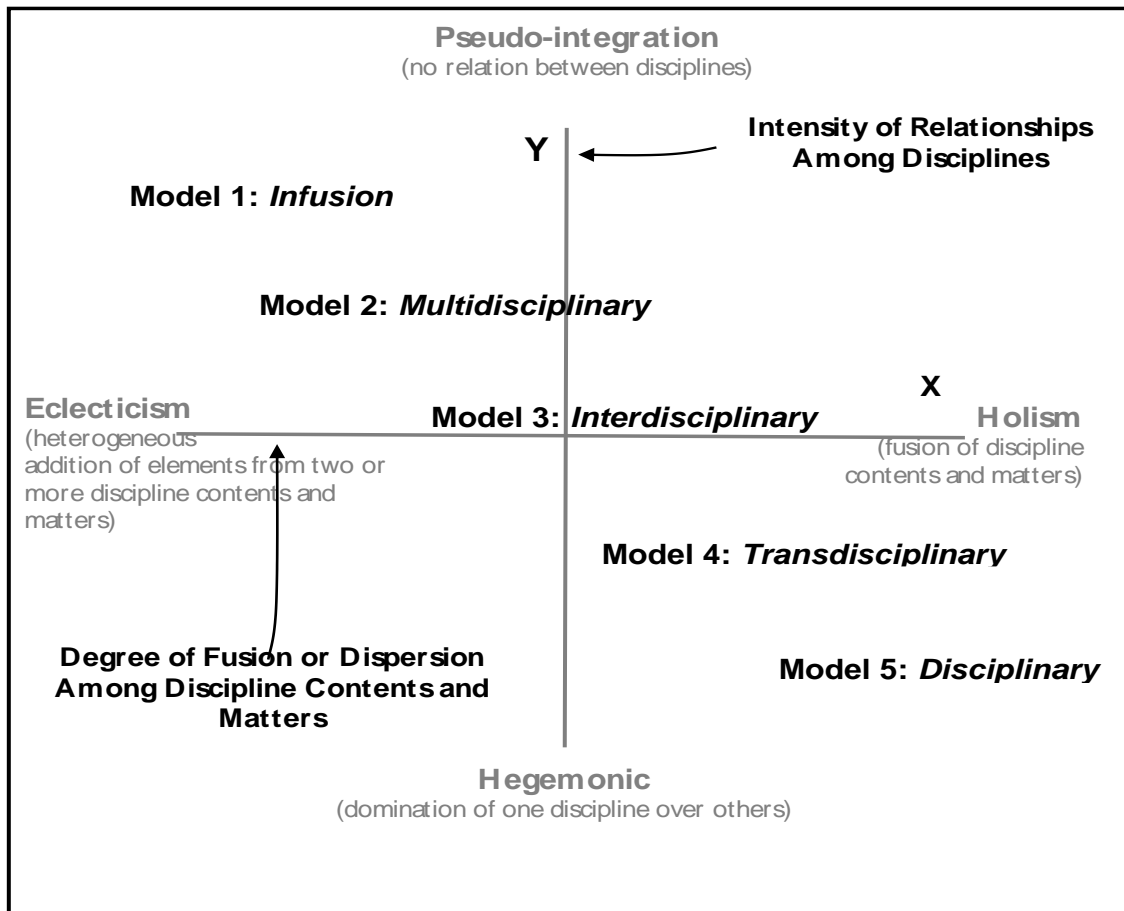 Pseudo-integration
(no relation between disciplines)
Y
Intensity of Relationships
Among Disciplines
Model 1: Infusion
Model 2: Multidisciplinary
X
Eclecticism
(heterogeneous
addition of elements from two or
more discipline contents and
matters)
Model 3: Interdisciplinary
Holism
(fusion of discipline
contents and matters)
Model 4: Transdisciplinary
Degree of Fusion or Dispersion
Among Discipline Contents and
Matters
Model 5: Disciplinary
Hegemonic
(domination of one discipline over others)